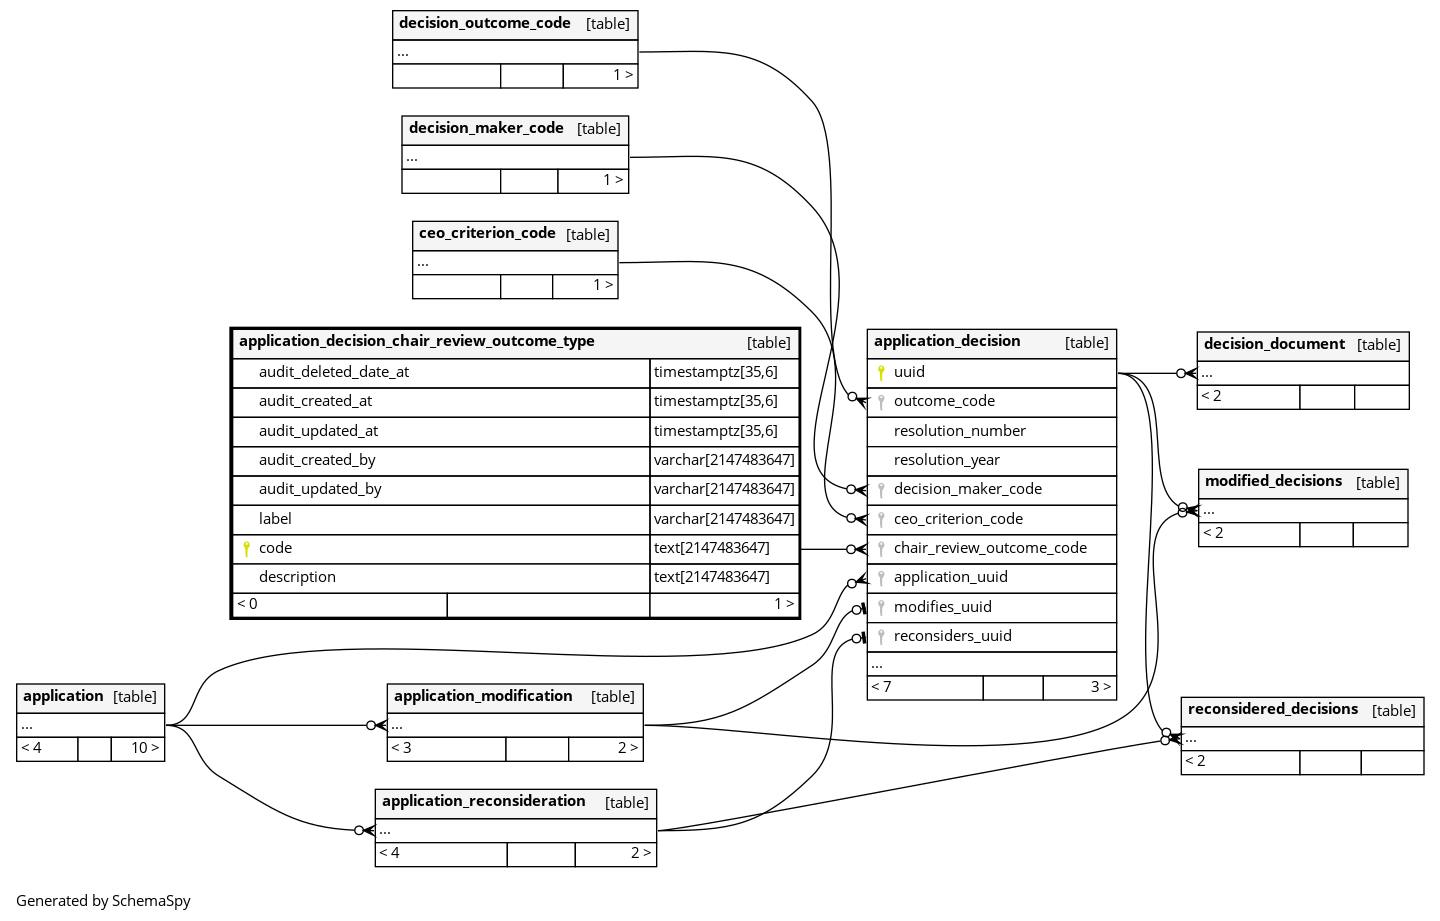 decision_outcome_code [table]
...
1 >
decision_maker_code [table]
...
1 >
ceo_criterion_code [table]
...
1 >
application_decision_chair_review_outcome_type [table]
audit_deleted_date_at timestamptz[35,6]
audit_created_at timestamptz[35,6]
audit_updated_at timestamptz[35,6]
audit_created_by varchar[2147483647]
audit_updated_by varchar[2147483647]
label varchar[2147483647]
code text[2147483647]
description text[2147483647]
< 0 1 >
application_decision [table]
uuid
outcome_code
resolution_number
resolution_year
decision_maker_code
ceo_criterion_code
chair_review_outcome_code
application_uuid
modifies_uuid
reconsiders_uuid
...
< 7 3 >
decision_document [table]
...
< 2
modified_decisions [table]
...
< 2
reconsidered_decisions [table]
...
< 2
application [table]
...
< 4 10 >
application_modification [table]
...
< 3 2 >
application_reconsideration [table]
...
< 4 2 >
Generated by SchemaSpy